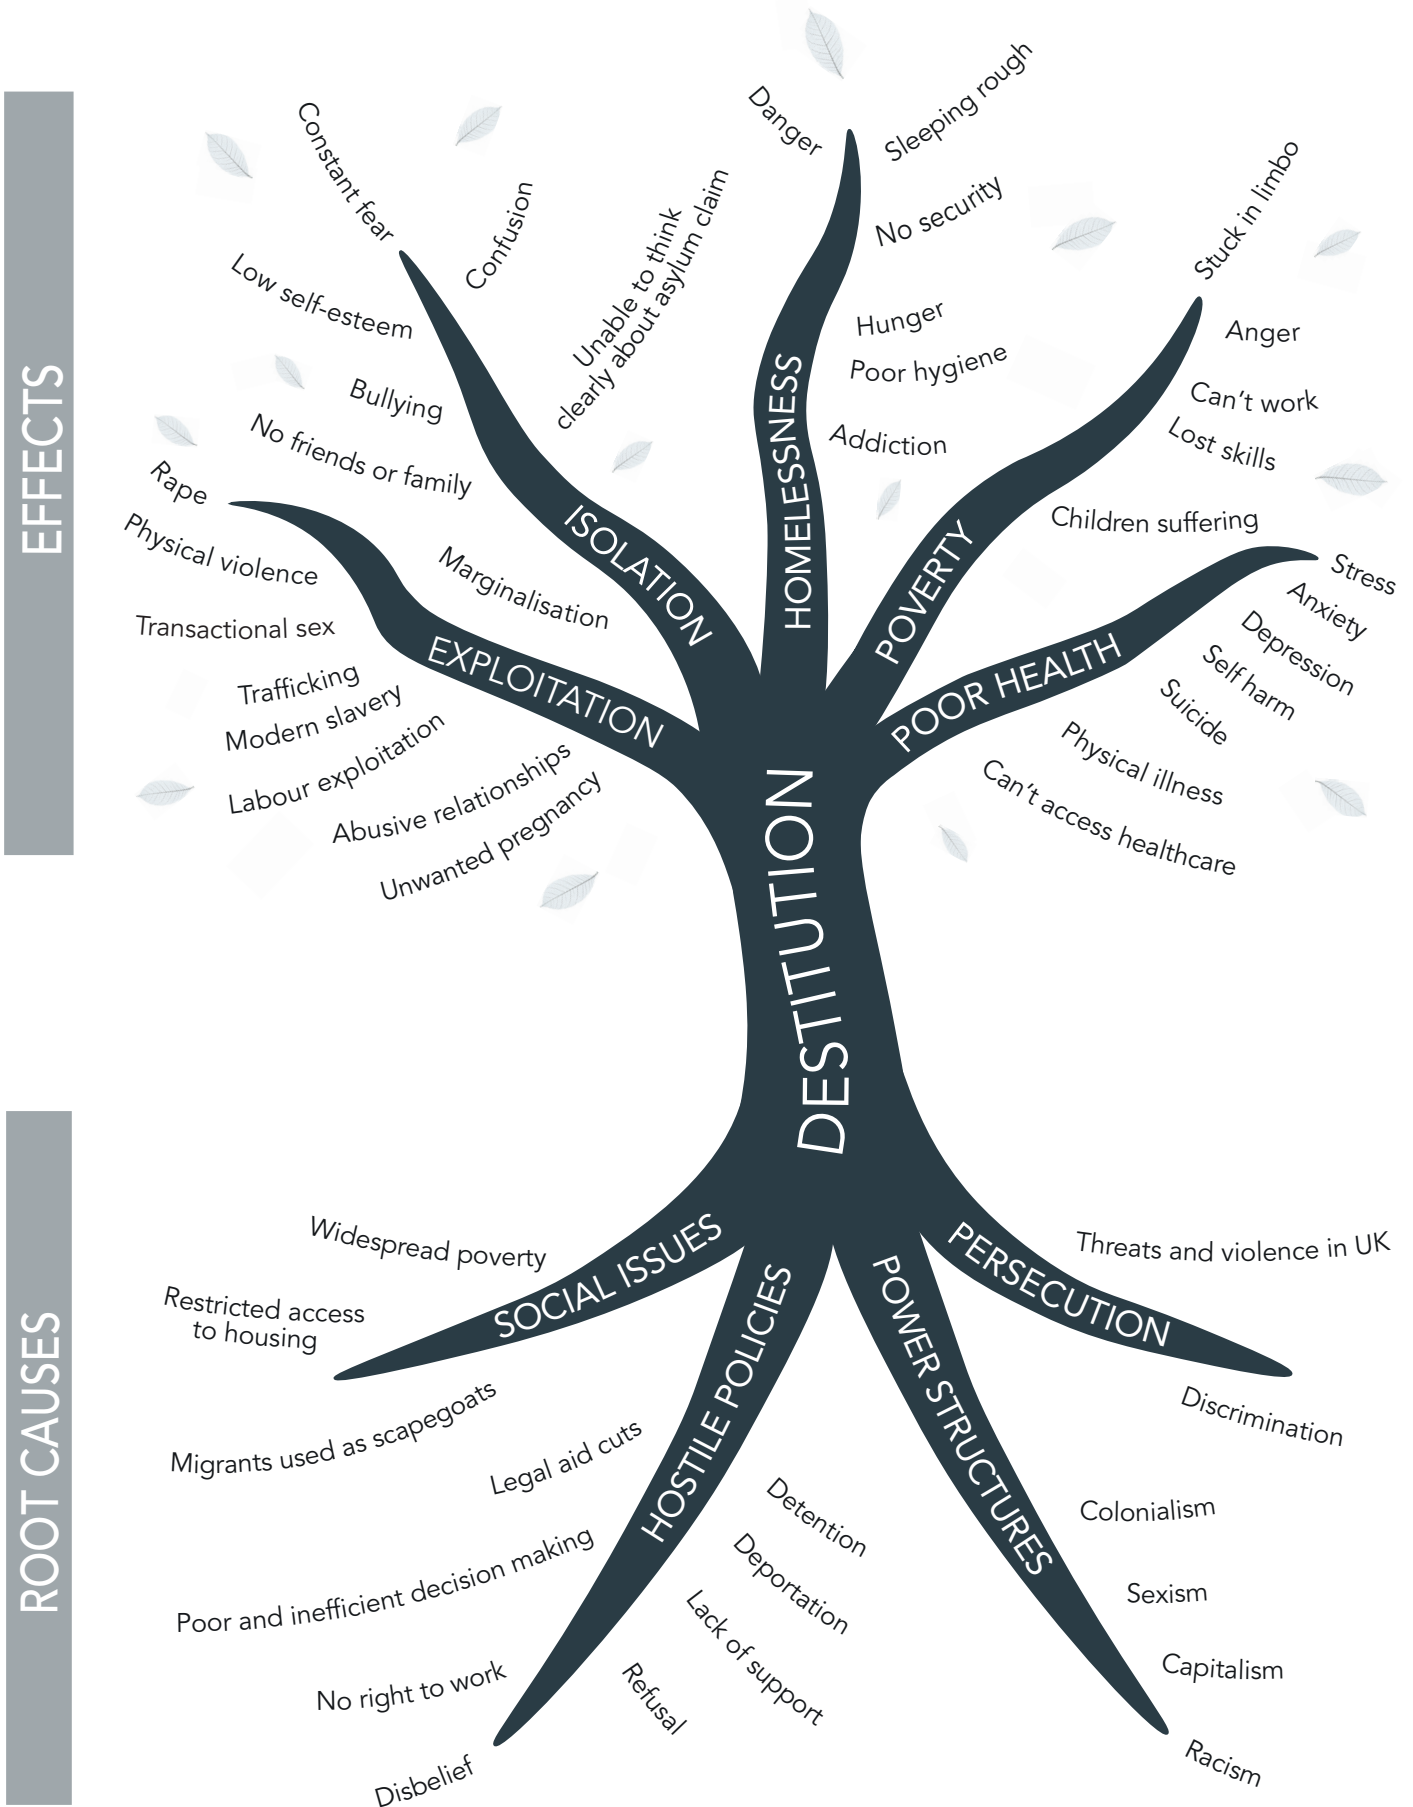 EFFECTS
Danger
Sleeping rough
No security
Hunger
Poor hygiene
Addiction
HOMELESSNESS
Constant fear
Confusion
Unable to think
clearly about asylum claim
Low self-esteem
Bullying
No friends or family
Marginalisation
ISOLATION
Rape
Physical violence
Transactional sex
Trafficking
Modern slavery
Labour exploitation
Abusive relationships
Unwanted pregnancy
EXPLOITATION
Stuck in limbo
Anger
Can't work
Lost skills
Children suffering
POVERTY
Stress
Anxiety
Depression
Self harm
Suicide
Physical illness
Can't access healthcare
POOR HEALTH
DESTITUTION
ROOT CAUSES
Widespread poverty
Restricted access
to housing
Migrants used as scapegoats
SOCIAL ISSUES
Legal aid cuts
Poor and inefficient decision making
No right to work
Disbelief
HOSTILE POLICIES
Detention
Deportation
Lack of support
Refusal
POWER STRUCTURES
Colonialism
Sexism
Capitalism
Racism
PERSECUTION
Threats and violence in UK
Discrimination